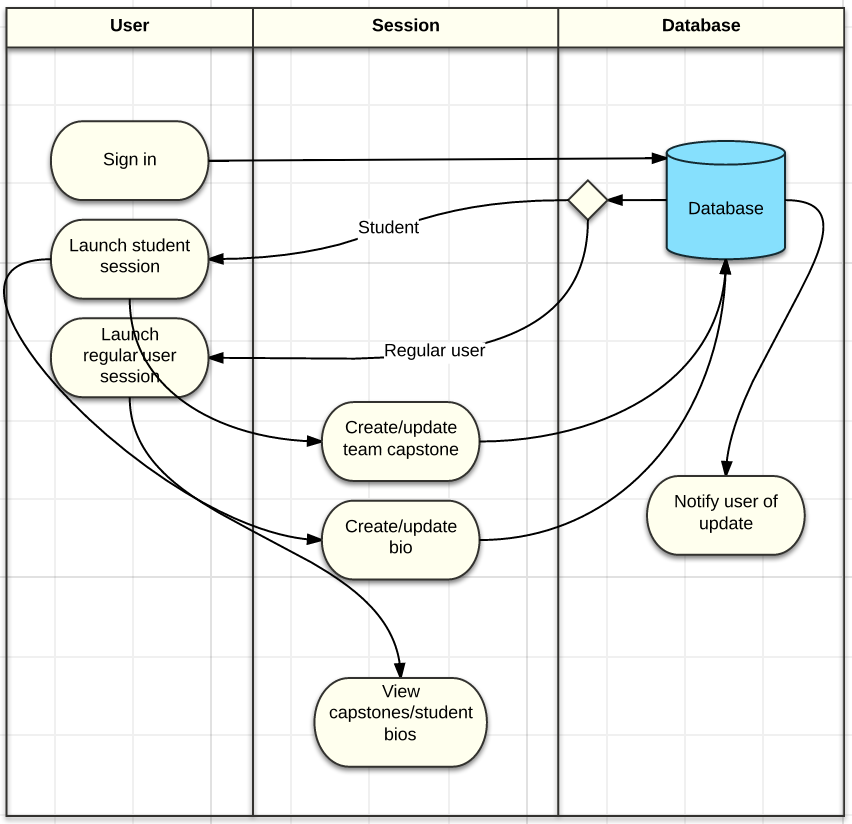 User
Session
Database
Sign in
Database
Student
Launch student
session
Launch
regular user
session
Regular user
Create/update
team capstone
Notify user of
update
Create/update
bio
View
capstones/student
bios